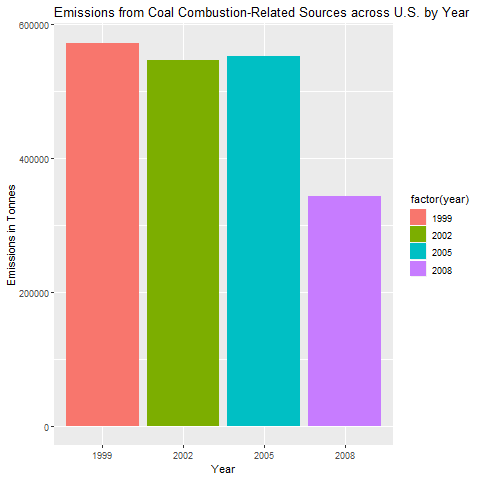 Emissions from Coal Combustion-Related Sources across U.S. by Year
600000
400000
200000
0
Emissions in Tonnes
1999 2002 2005 2008
Year
factor(year)
1999
2002
2005
2008